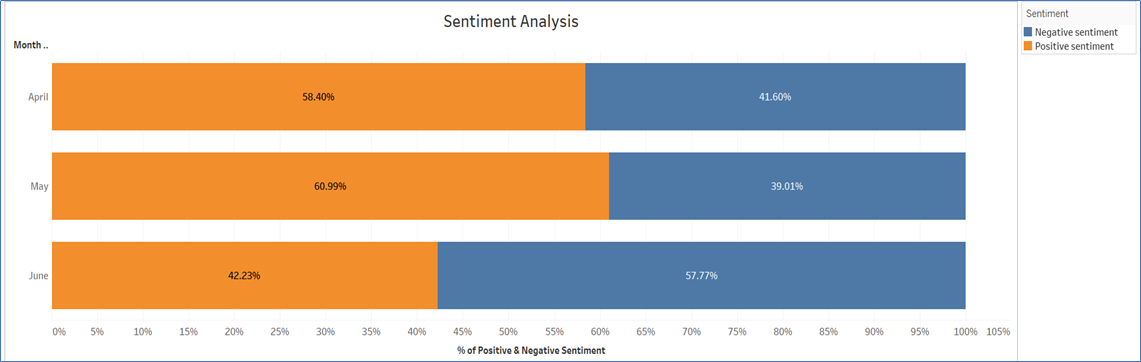 Sentiment Analysis
Sentiment
Negative sentiment
Positive sentiment
Month ..
April
58.40%
41.60%
May
60.99%
39.01%
June
42.23%
57.77%
0% 5% 10% 15% 20% 25% 30% 35% 40% 45% 50% 55% 60% 65% 70% 75% 80% 85% 90% 95% 100% 105%
% of Positive & Negative Sentiment